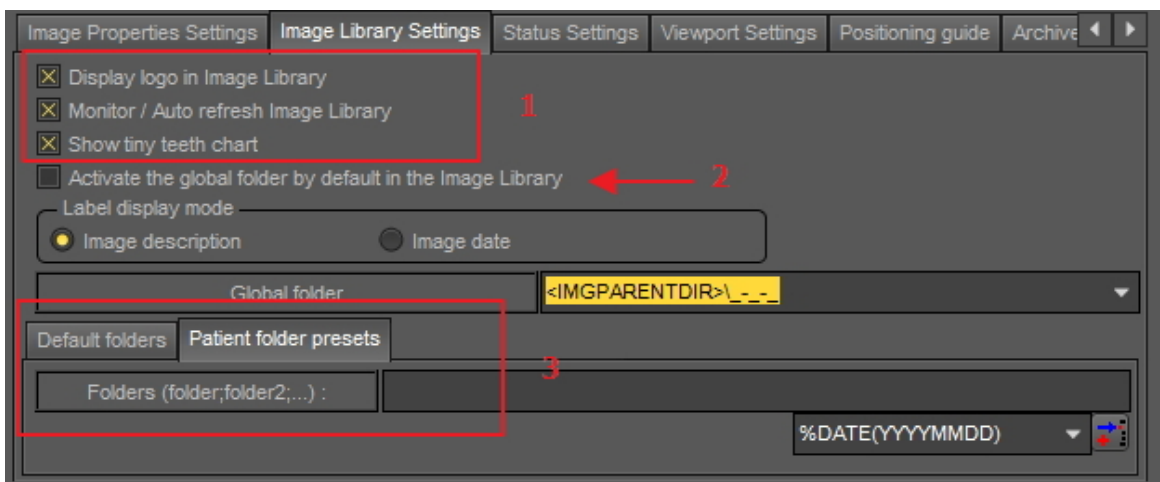 Image Properties Settings Image Library Settings Status Settings Viewport Settings Positioning guide Archive
Display logo in Image Library
Monitor / Auto refresh Image Library
1
Show tiny teeth chart
Activate the global folder by default in the Image Library 2
Label display mode
Image description Image date
Global folder <IMGPARENTDIR>\_-_-_
Default folders Patient folder presets
3
Folders (folder;folder2;...) :
%DATE(YYYYMMDD)